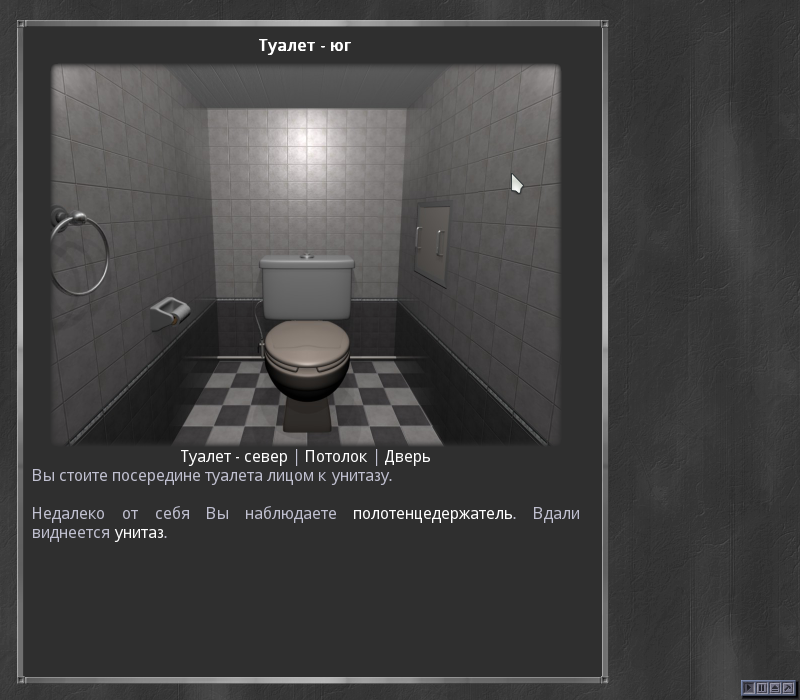 Туалет - юг
Туалет - север | Потолок | Дверь
Вы стоите посередине туалета лицом к унитазу.
Недалеко от себя Вы наблюдаете полотенцедержатель. Вдали
виднеется унитаз.